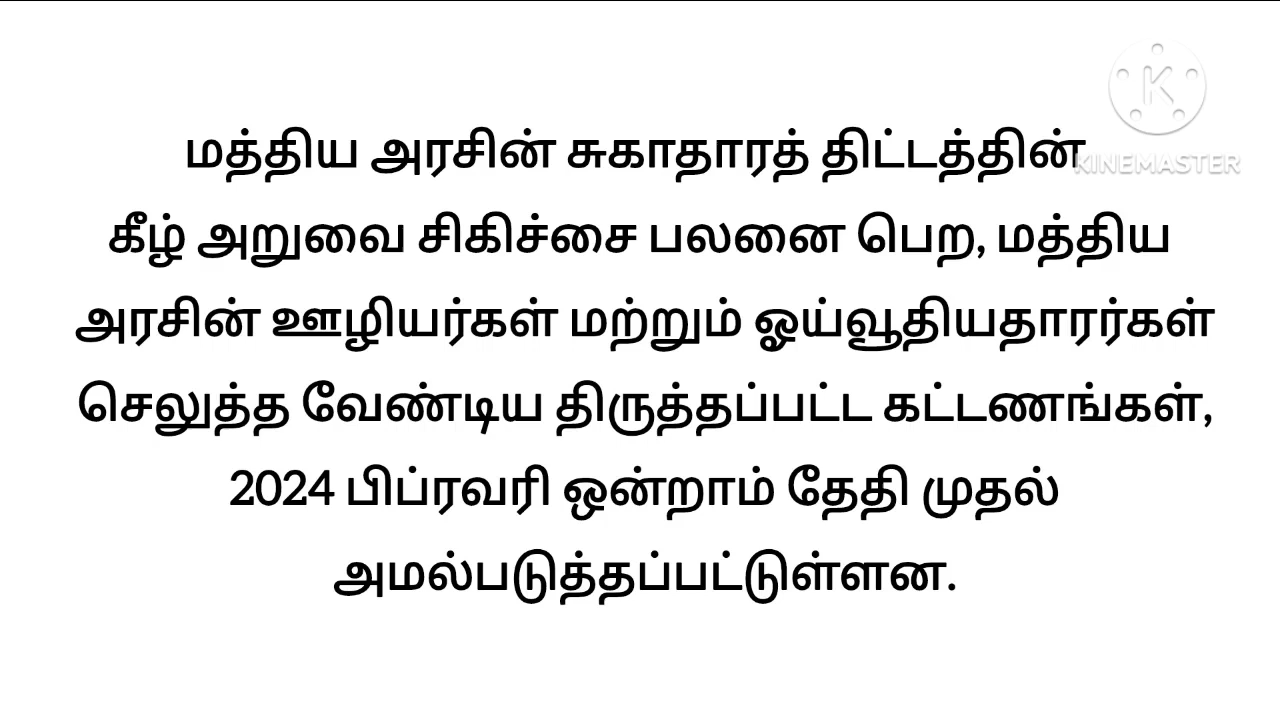 மத்திய அரசின் சுகாதாரத் திட்டத்தின்
KINEMASTER
கீழ் அறுவை சிகிச்சை பலனை பெற, மத்திய
அரசின் ஊழியர்கள் மற்றும் ஓய்வூதியதாரர்கள்
செலுத்த வேண்டிய திருத்தப்பட்ட கட்டணங்கள்,
2024 பிப்ரவரி ஒன்றாம் தேதி முதல்
அமல்படுத்தப்பட்டுள்ளன.